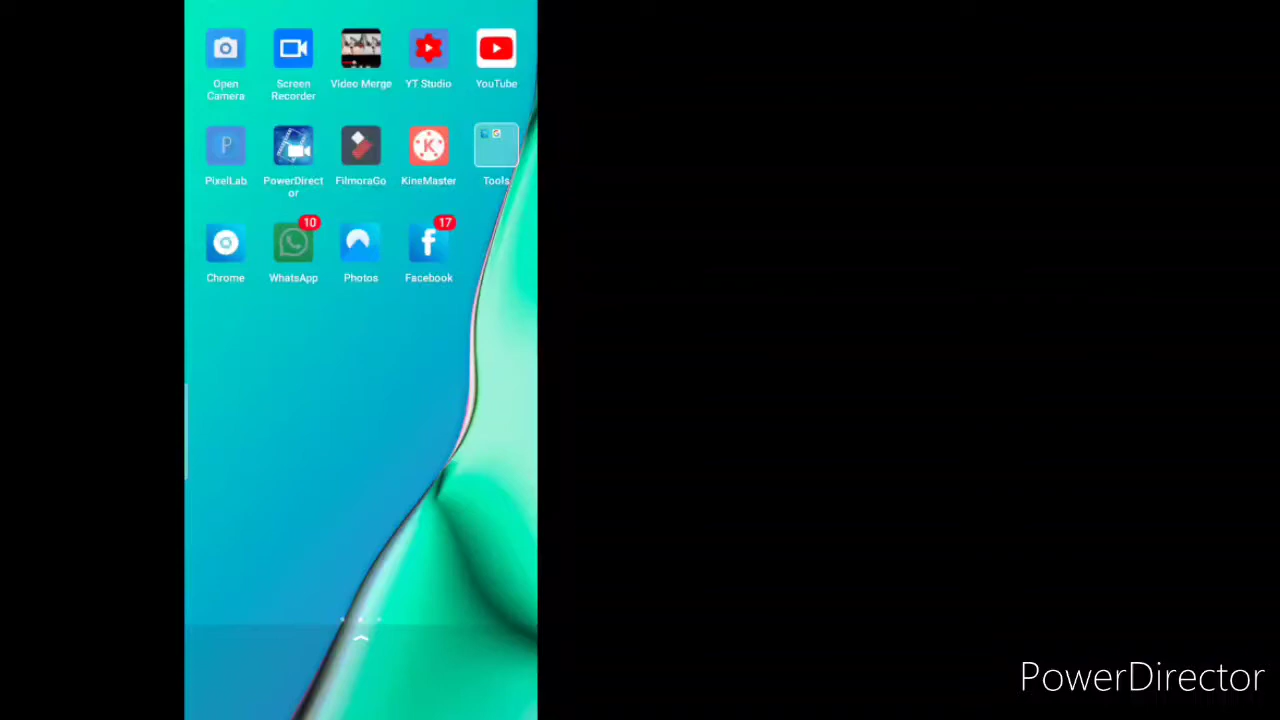 Open Camera
Screen Recorder
Video Merge
YT Studio
YouTube
P
PixelLab
PowerDirect
or
FilmoraGo
K
KineMaster
Tools
10
17
f
Chrome
WhatsApp
Photos
Facebook
PowerDirector